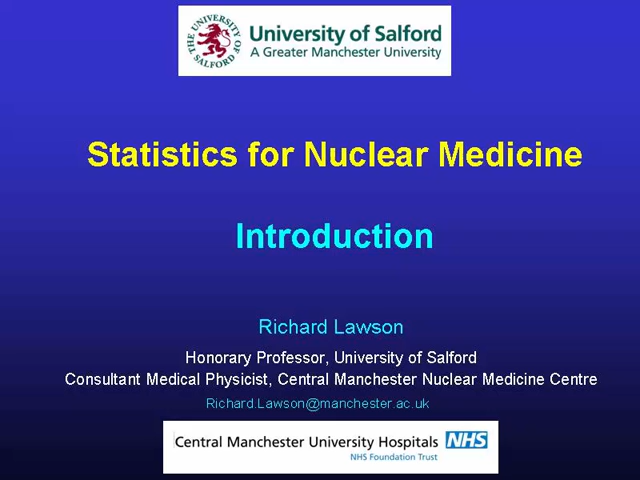 THE UNIVERSITY OF SALFORD
University of Salford
A Greater Manchester University
Statistics for Nuclear Medicine
Introduction
Richard Lawson
Honorary Professor, University of Salford
Consultant Medical Physicist, Central Manchester Nuclear Medicine Centre
Richard.Lawson@manchester.ac.uk
Central Manchester University Hospitals NHS
NHS Foundation Trust